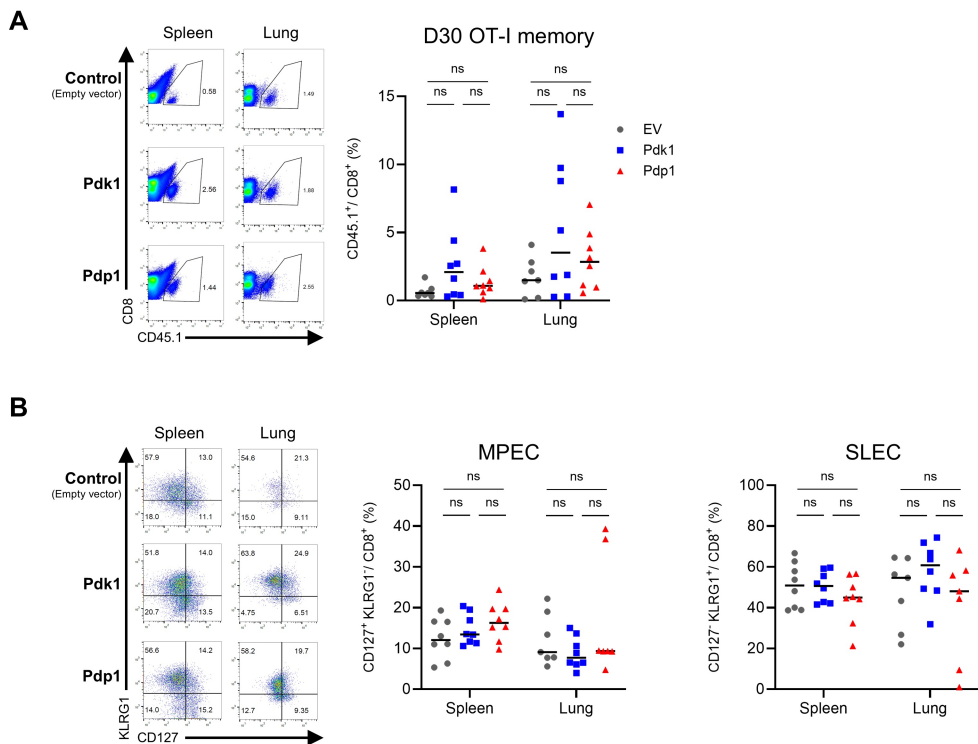 A
Spleen
Lung
Control
(Empty vector)
0.58
1.49
Pdk1
2.56
1.88
Pdp1
1.44
2.55
CD8
CD45.1
D30 OT-I memory
ns
ns
ns ns
ns ns
15
10
5
0
CD45.1⁺/ CD8⁺ (%)
Spleen
Lung
EV
Pdk1
Pdp1
B
Spleen
Lung
Control
(Empty vector)
57.9 13.0
18.0 11.1
54.6 21.3
15.0 9.11
Pdk1
51.8 14.0
20.7 13.5
63.8 24.9
4.75 6.51
Pdp1
56.6 14.2
14.0 15.2
58.2 19.7
12.7 9.35
KLRG1
CD127
MPEC
ns
ns
ns ns
ns ns
50
40
30
20
10
0
CD127⁺ KLRG1⁻/ CD8⁺ (%)
Spleen
Lung
SLEC
ns
ns
ns ns
ns ns
100
80
60
40
20
0
CD127⁻ KLRG1⁺/ CD8⁺ (%)
Spleen
Lung